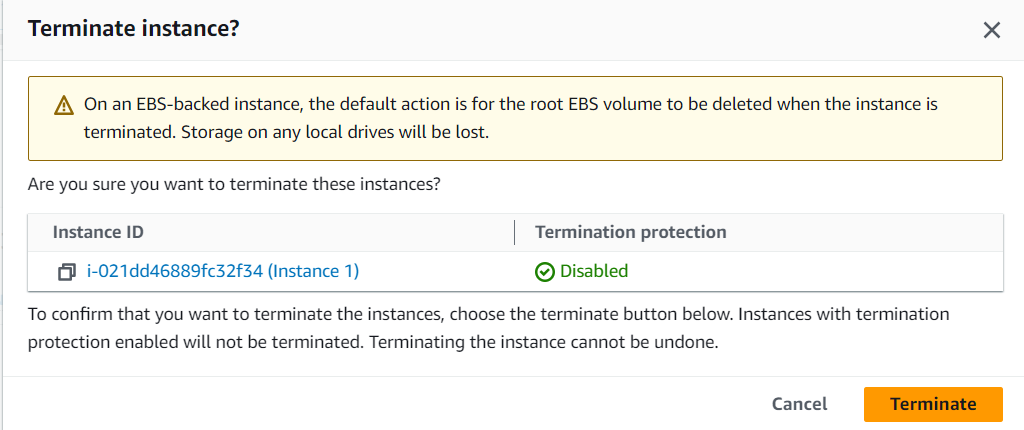 Terminate instance?
On an EBS-backed instance, the default action is for the root EBS volume to be deleted when the instance is
terminated. Storage on any local drives will be lost.
Are you sure you want to terminate these instances?
Instance ID
Termination protection
i-021dd46889fc32f34 (Instance 1)
Disabled
To confirm that you want to terminate the instances, choose the terminate button below. Instances with termination
protection enabled will not be terminated. Terminating the instance cannot be undone.
Cancel
Terminate